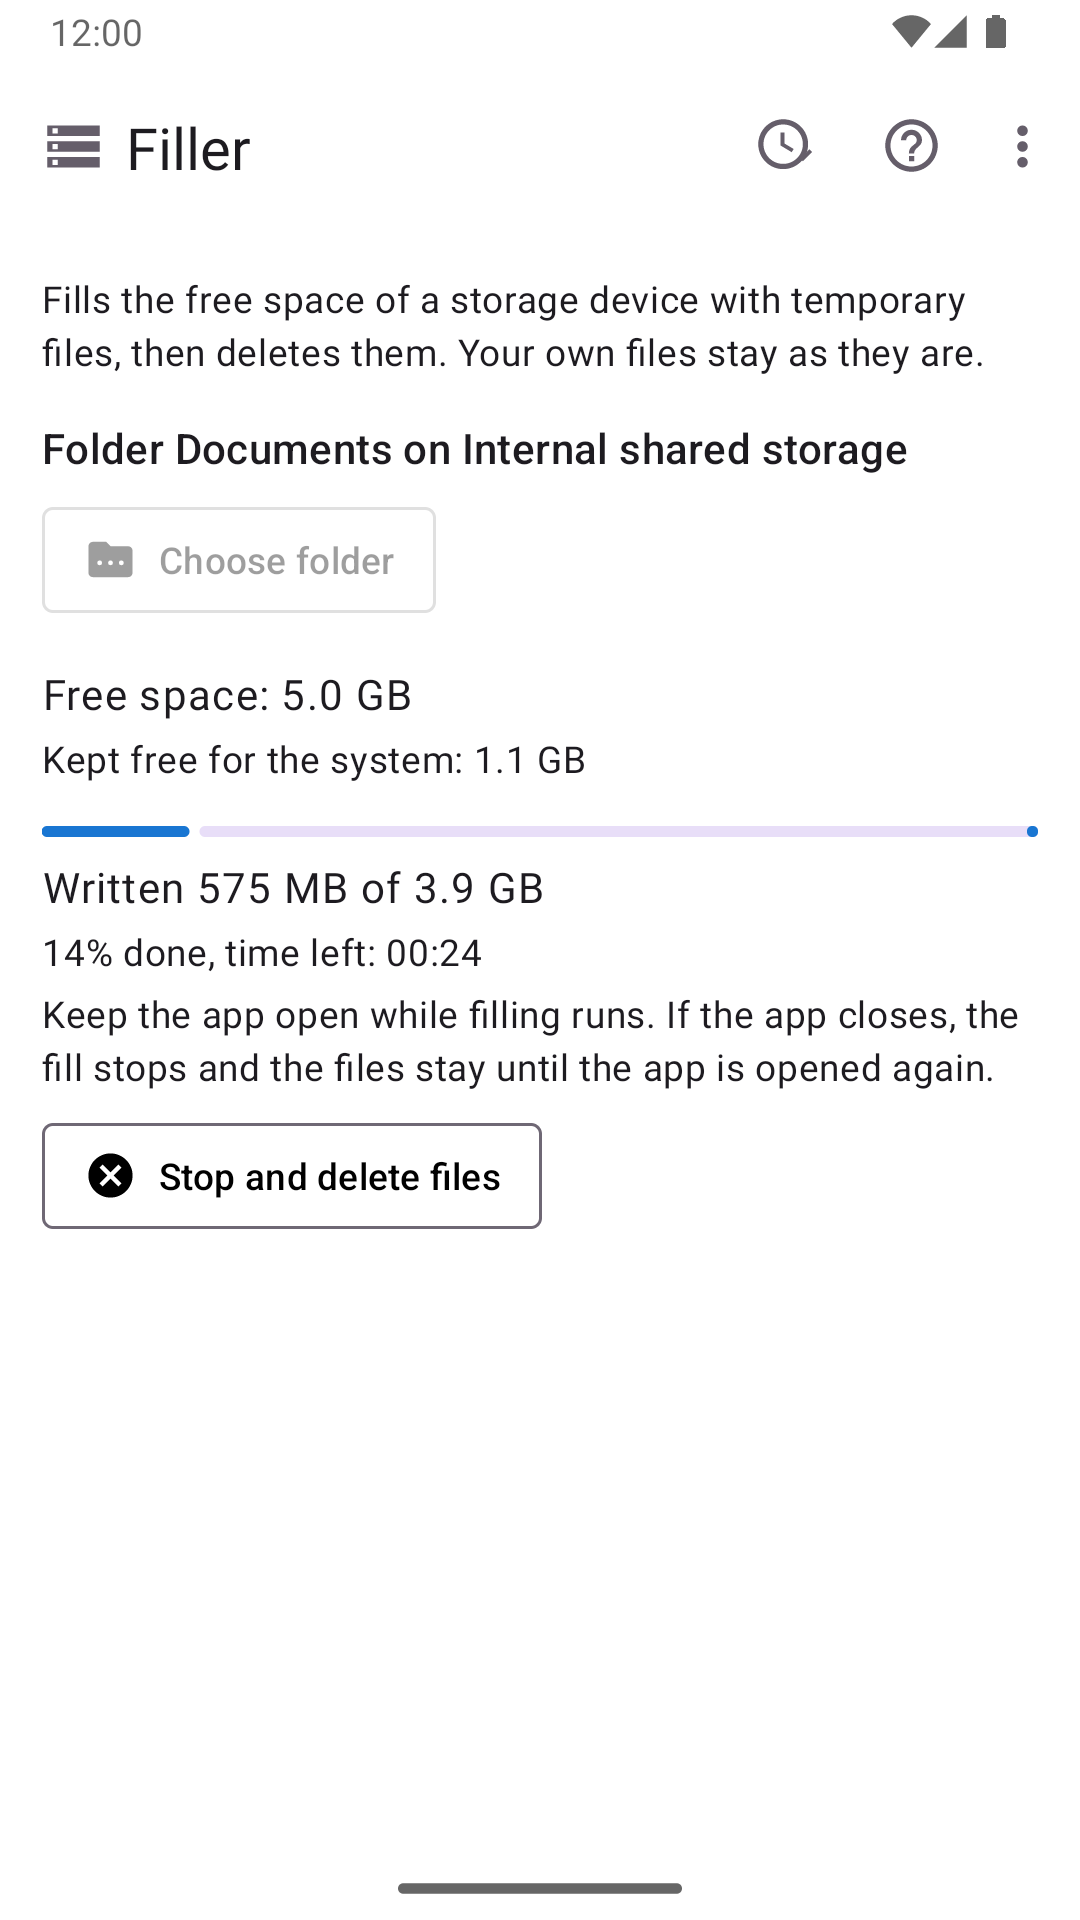 12:00
Filler
Fills the free space of a storage device with temporary
files, then deletes them. Your own files stay as they are.
Folder Documents on Internal shared storage
Choose folder
Free space: 5.0 GB
Kept free for the system: 1.1 GB
Written 575 MB of 3.9 GB
14% done, time left: 00:24
Keep the app open while filling runs. If the app closes, the
fill stops and the files stay until the app is opened again.
Stop and delete files